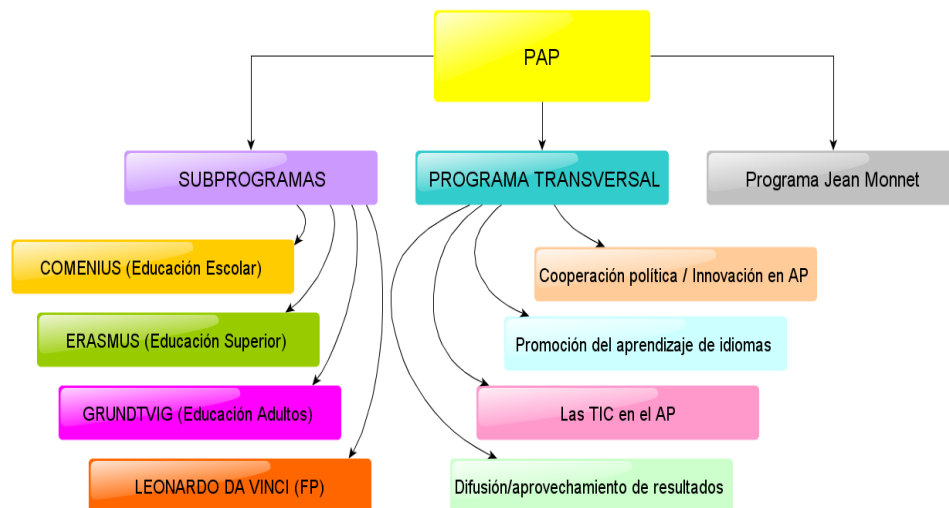 PAP
SUBPROGRAMAS
PROGRAMA TRANSVERSAL
Programa Jean Monnet
COMENIUS (Educación Escolar)
ERASMUS (Educación Superior)
GRUNDTVIG (Educación Adultos)
LEONARDO DA VINCI (FP)
Cooperación política / Innovación en AP
Promoción del aprendizaje de idiomas
Las TIC en el AP
Difusión/aprovechamiento de resultados